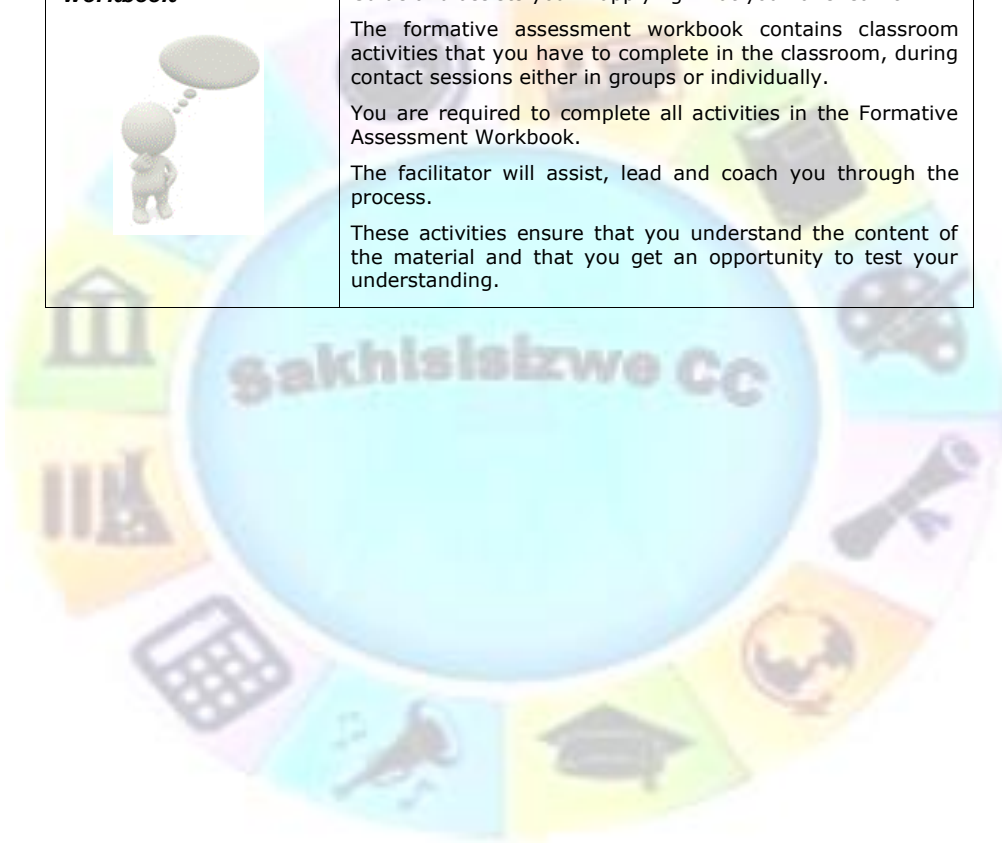 workbook
The formative assessment workbook contains classroom
activities that you have to complete in the classroom, during
contact sessions either in groups or individually.
You are required to complete all activities in the Formative
Assessment Workbook.
The facilitator will assist, lead and coach you through the
process.
These activities ensure that you understand the content of
the material and that you get an opportunity to test your
understanding.
Sakhisisizwe CC